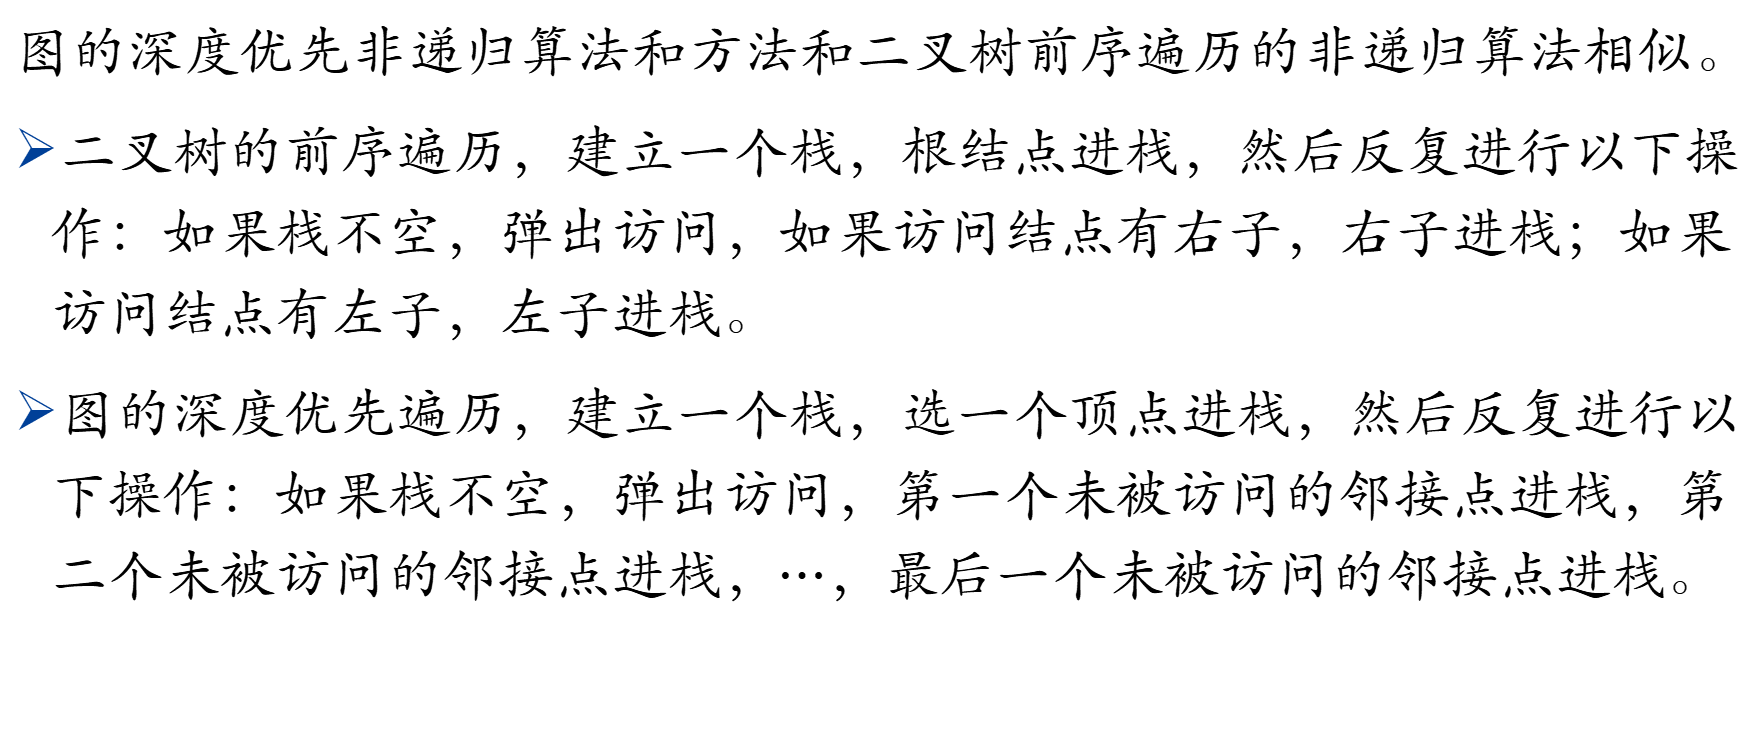 图的深度优先非递归算法和方法和二叉树前序遍历的非递归算法相似。
➢二叉树的前序遍历，建立一个栈，根结点进栈，然后反复进行以下操
作：如果栈不空，弹出访问，如果访问结点有右子，右子进栈；如果
访问结点有左子，左子进栈。
➢图的深度优先遍历，建立一个栈，选一个顶点进栈，然后反复进行以
下操作：如果栈不空，弹出访问，第一个未被访问的邻接点进栈，第
二个未被访问的邻接点进栈，…，最后一个未被访问的邻接点进栈。